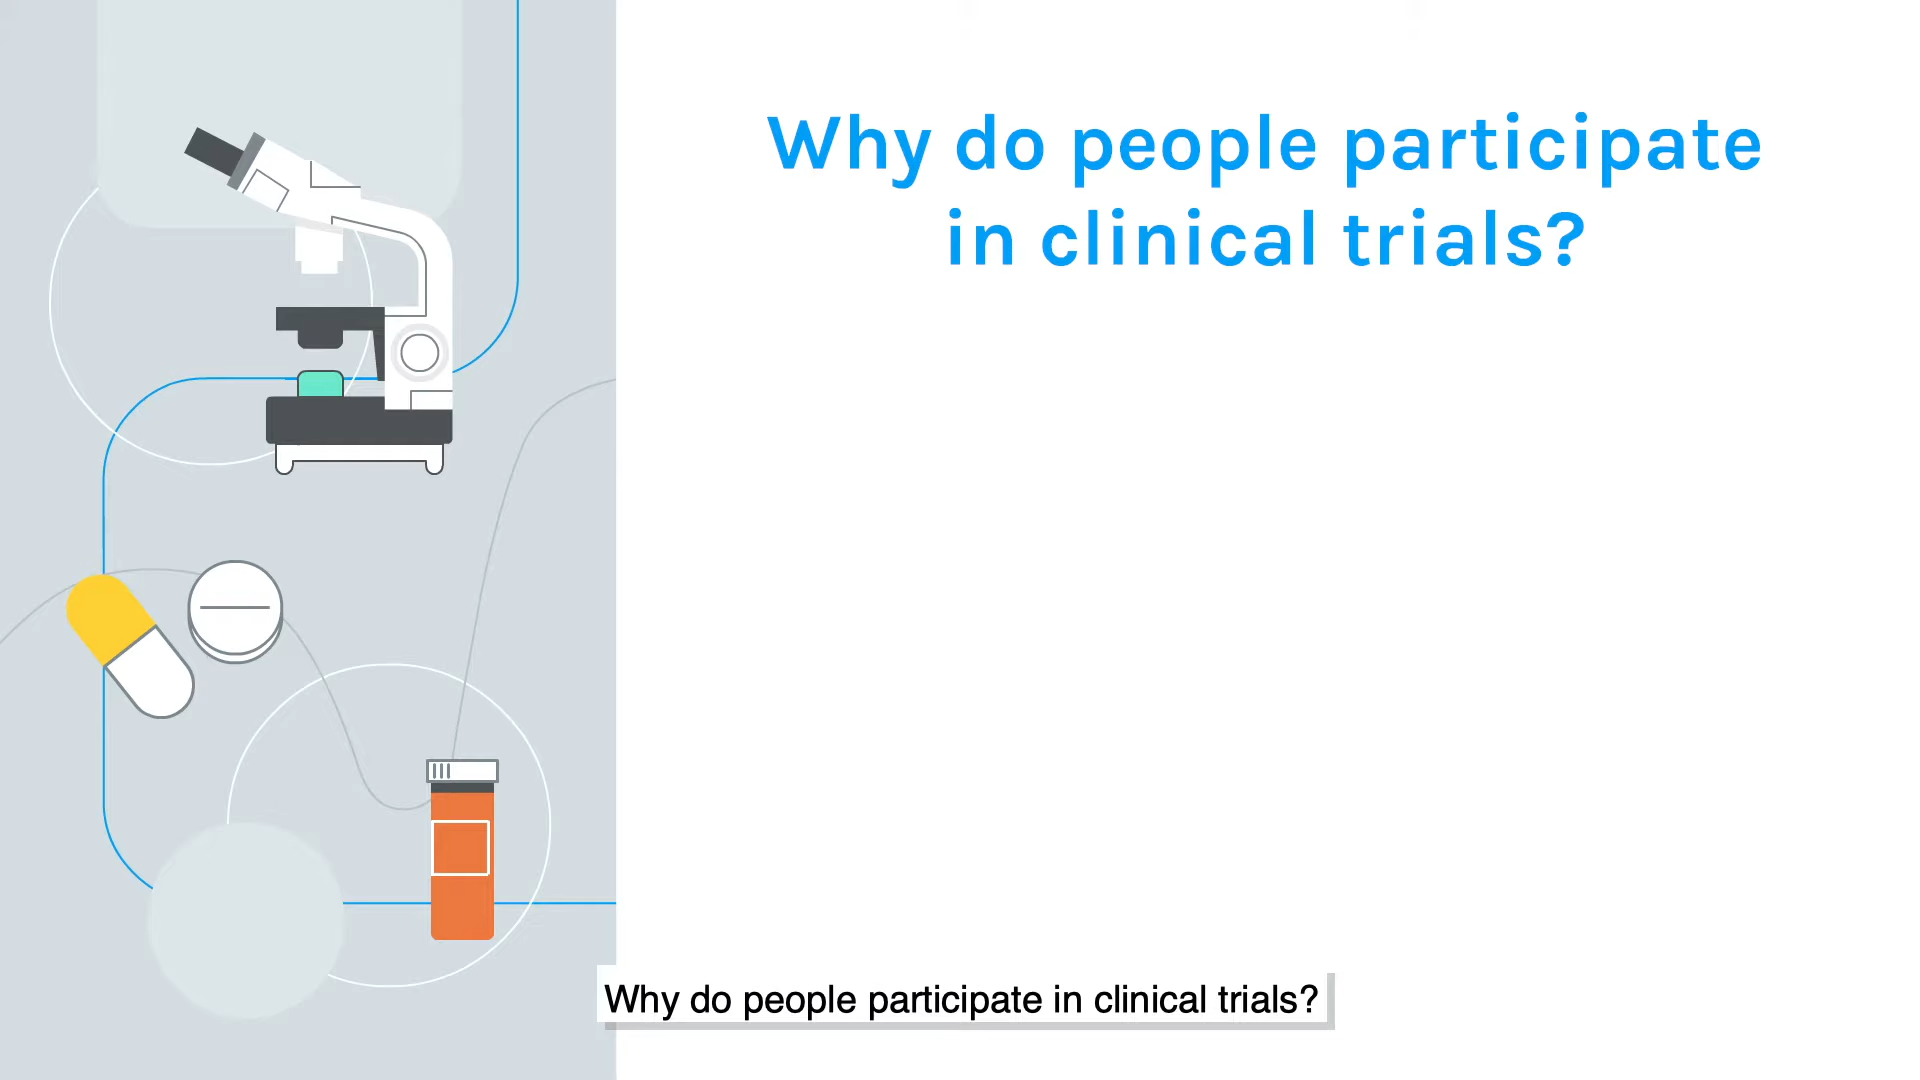 Why do people participate
in clinical trials?
Why do people participate in clinical trials?